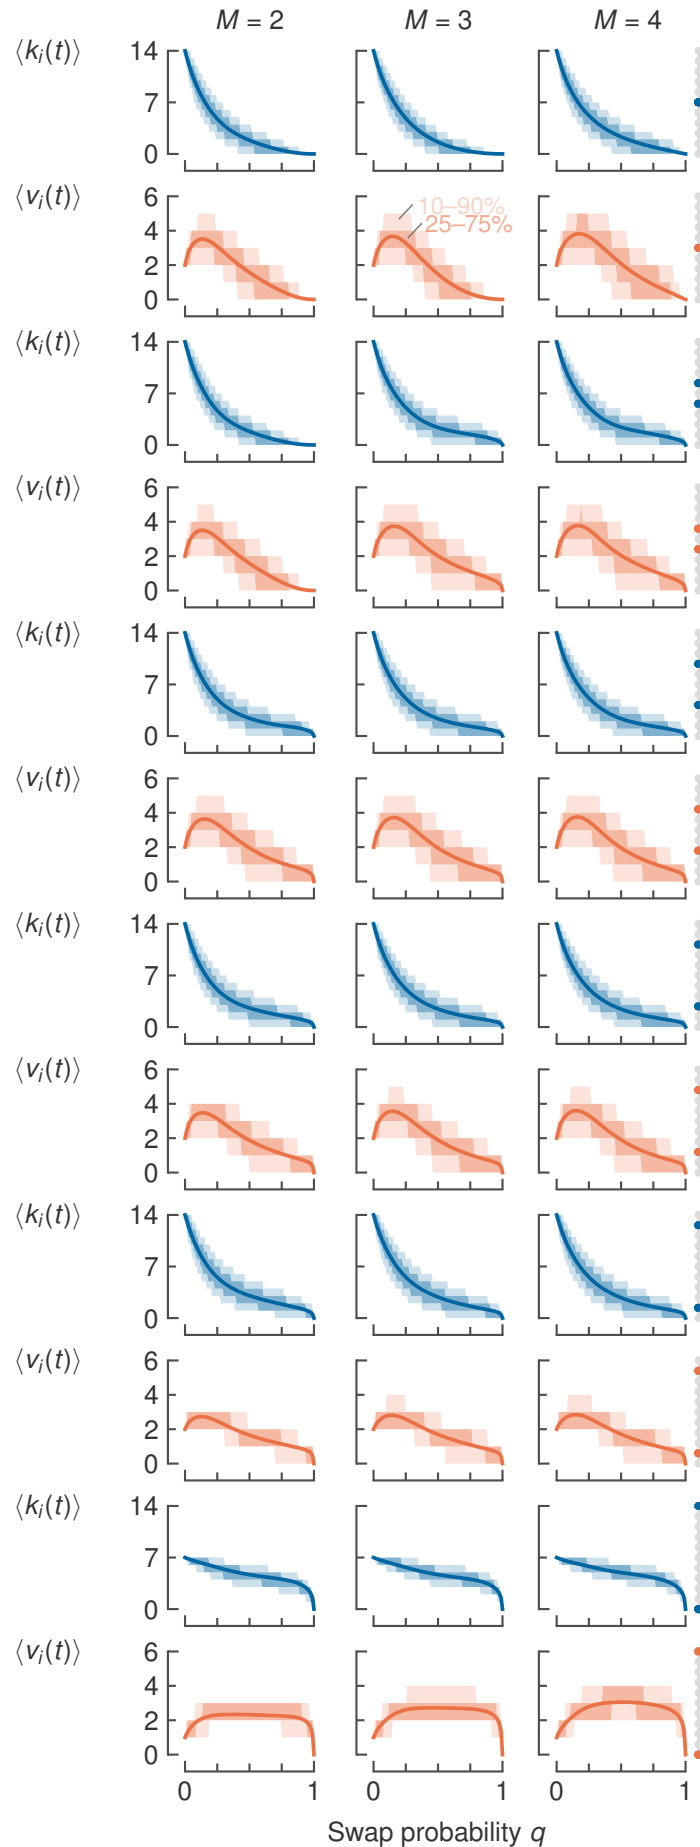 M = 2 M = 3 M = 4
⟨kᵢ(t)⟩ 14
7
0
⟨vᵢ(t)⟩ 6
10–90%
4 25–75%
2
0
⟨kᵢ(t)⟩ 14
7
0
⟨vᵢ(t)⟩ 6
4
2
0
⟨kᵢ(t)⟩ 14
7
0
⟨vᵢ(t)⟩ 6
4
2
0
⟨kᵢ(t)⟩ 14
7
0
⟨vᵢ(t)⟩ 6
4
2
0
⟨kᵢ(t)⟩ 14
7
0
⟨vᵢ(t)⟩ 6
4
2
0
⟨kᵢ(t)⟩ 14
7
0
⟨vᵢ(t)⟩ 6
4
2
0
0 1 0 1 0 1
Swap probability q